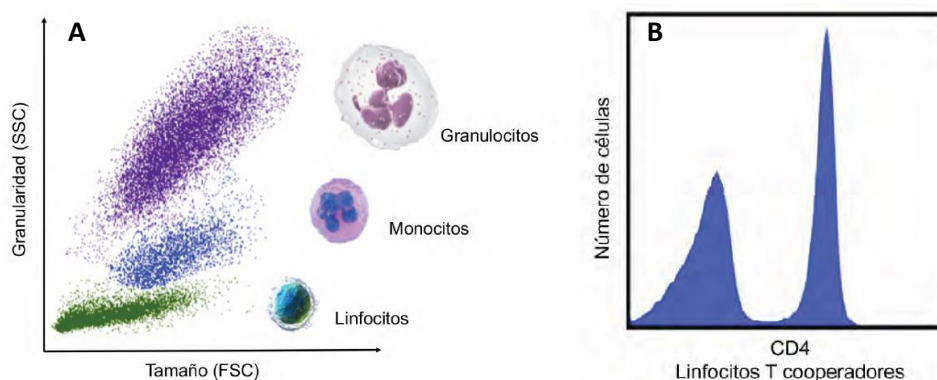 A
Granularidad (SSC)
Granulocitos
Monocitos
Linfocitos
Tamaño (FSC)
B
Número de células
CD4
Linfocitos T cooperadores